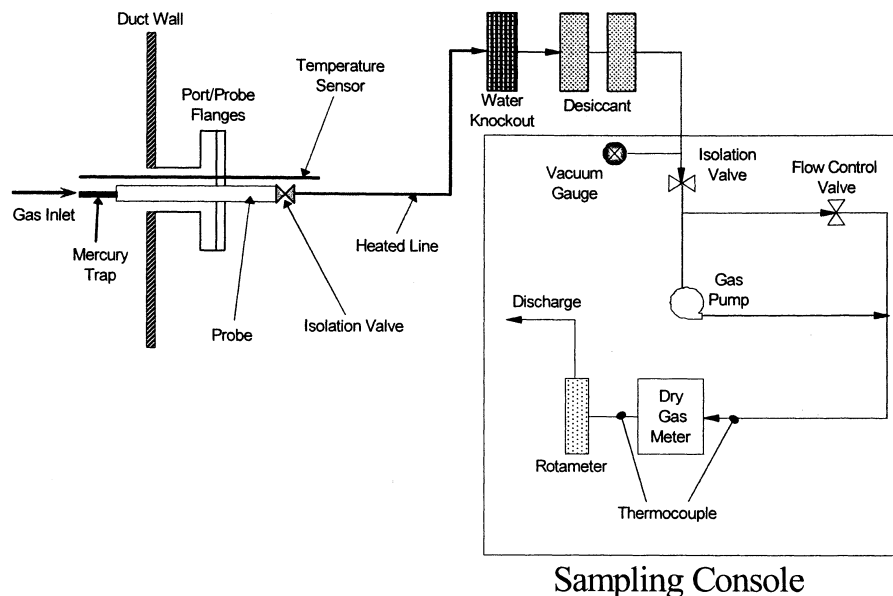 Duct Wall
Temperature
Sensor
Port/Probe
Flanges
Water
Knockout
Desiccant
Gas Inlet
Mercury
Trap
Probe
Isolation Valve
Heated Line
Vacuum
Gauge
Isolation
Valve
Flow Control
Valve
Gas
Pump
Discharge
Dry
Gas
Meter
Rotameter
Thermocouple
Sampling Console